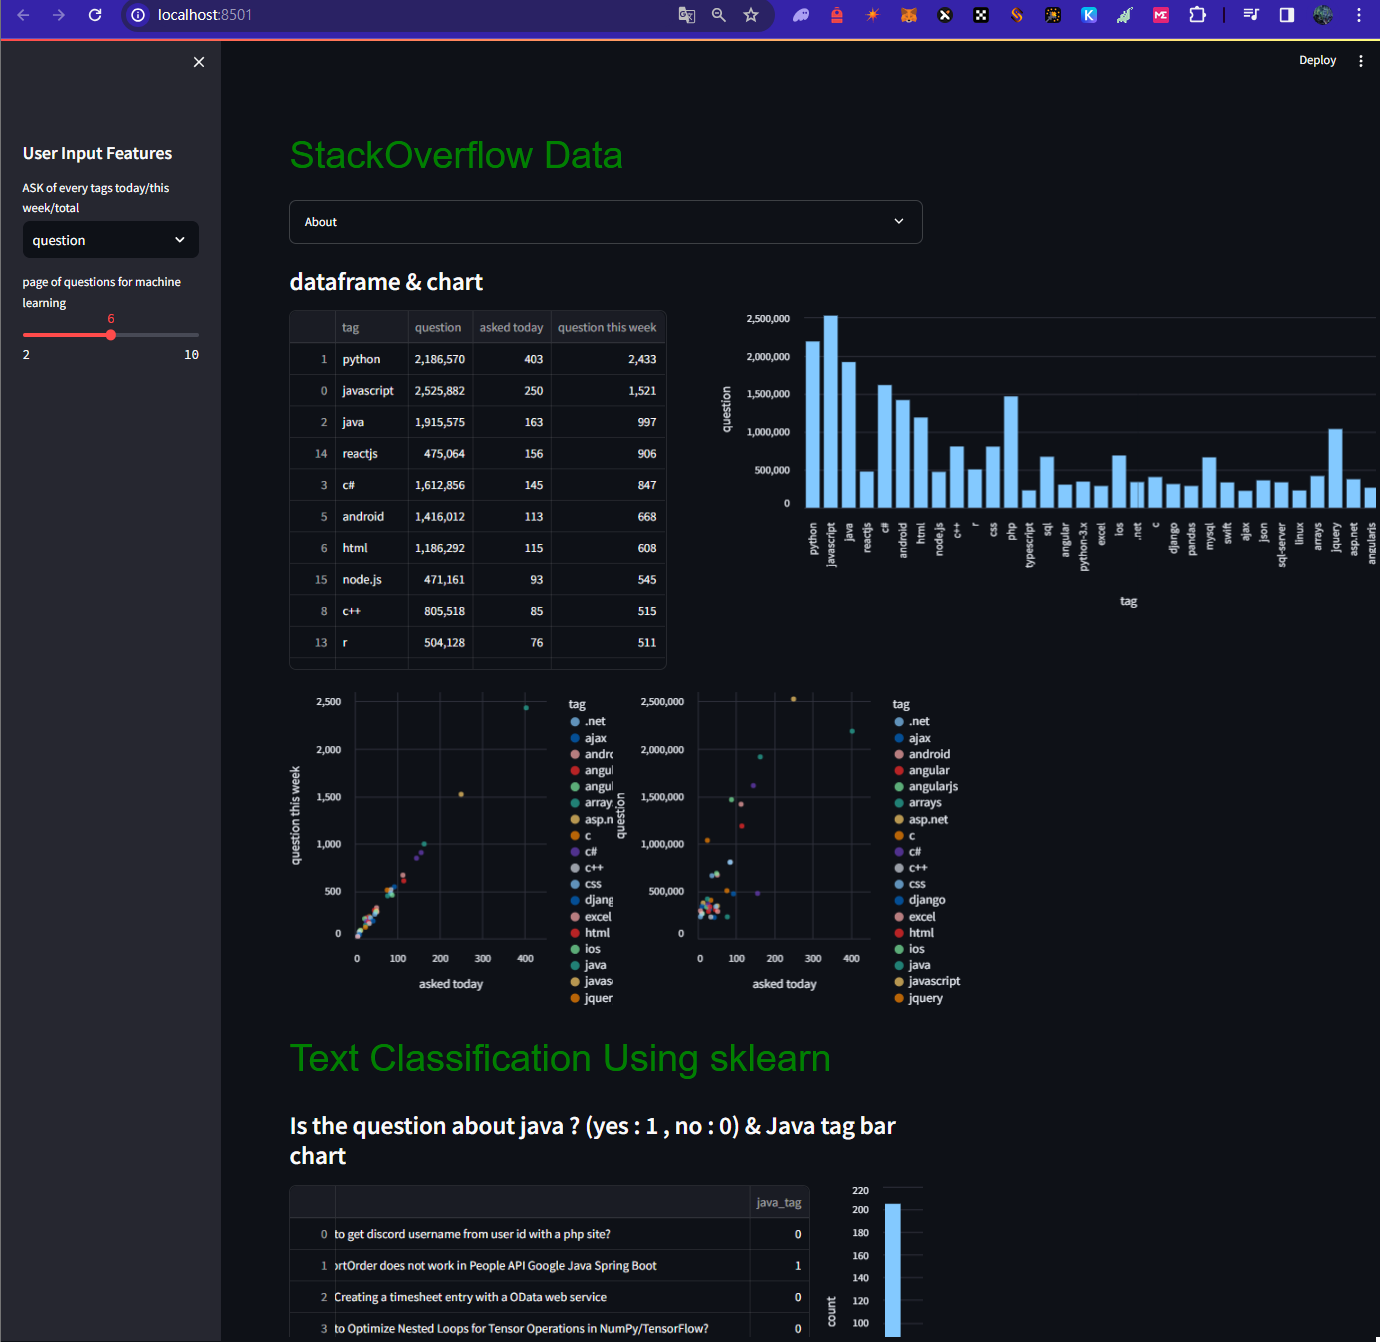 localhost:8501
Deploy
User Input Features
ASK of every tags today/this
week/total
question
page of questions for machine
learning
6
2 10
StackOverflow Data
About
dataframe & chart
tag question asked today question this week
1 python 2,186,570 403 2,433
0 javascript 2,525,882 250 1,521
2 java 1,915,575 163 997
14 reactjs 475,064 156 906
3 c# 1,612,856 145 847
5 android 1,416,012 113 668
6 html 1,186,292 115 608
15 node.js 471,161 93 545
8 c++ 805,518 85 515
13 r 504,128 76 511
question
2,500,000
2,000,000
1,500,000
1,000,000
500,000
0
python javascript java reactjs c# android html node.js c++ r css php typescript sql angular python-3.x excel ios .net c django pandas mysql swift ajax json sql-server linux arrays jquery asp.net angularjs
tag
question this week
2,500
2,000
1,500
1,000
500
0
0 100 200 300 400
asked today
tag
.net
ajax
andro
angul
angul
array
asp.n
c
c#
c++
css
djang
excel
html
ios
java
javas
jquer
question
2,500,000
2,000,000
1,500,000
1,000,000
500,000
0
0 100 200 300 400
asked today
tag
.net
ajax
android
angular
angularjs
arrays
asp.net
c
c#
c++
css
django
excel
html
ios
java
javascript
jquery
Text Classification Using sklearn
Is the question about java ? (yes : 1 , no : 0) & Java tag bar
chart
java_tag
0 to get discord username from user id with a php site? 0
1 ortOrder does not work in People API Google Java Spring Boot 1
2 Creating a timesheet entry with a OData web service 0
3 to Optimize Nested Loops for Tensor Operations in NumPy/TensorFlow? 0
count
220
200
180
160
140
120
100